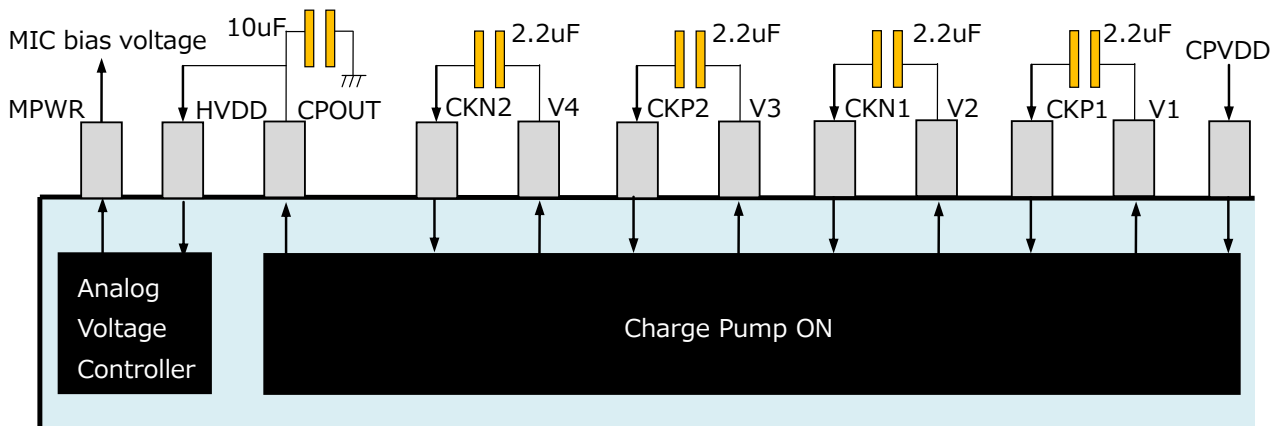 10uF 2.2uF 2.2uF 2.2uF 2.2uF
MIC bias voltage CPVDD
MPWR HVDD CPOUT CKN2 V4 CKP2 V3 CKN1 V2 CKP1 V1
Analog
Voltage
Controller
Charge Pump ON